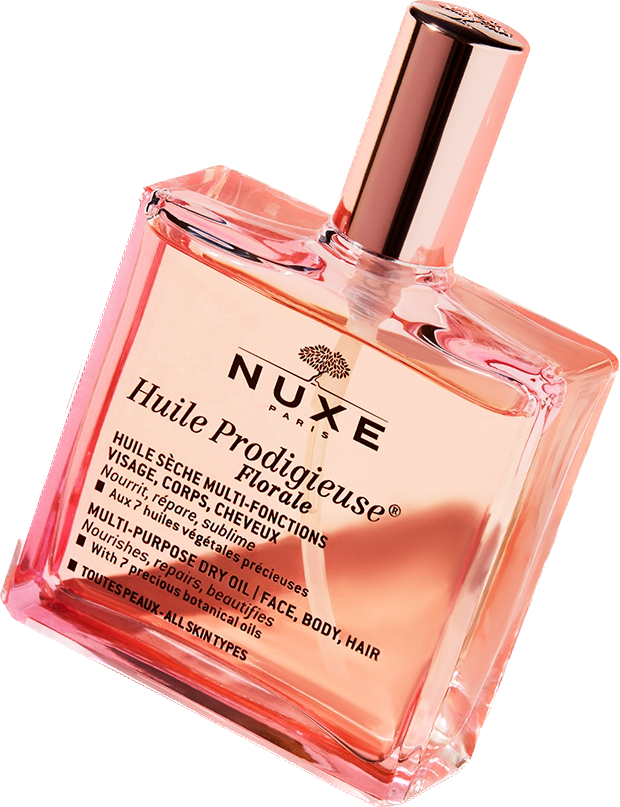 NUXE
PARIS
Huile Prodigieuse®
Florale
HUILE SÈCHE MULTI-FONCTIONS
VISAGE, CORPS, CHEVEUX
Nourrit, répare, sublime
■ Aux 7 huiles végétales précieuses
MULTI-PURPOSE DRY OIL | FACE, BODY, HAIR
Nourishes, repairs, beautifies
■ With 7 precious botanical oils
■ TOUTES PEAUX - ALL SKIN TYPES